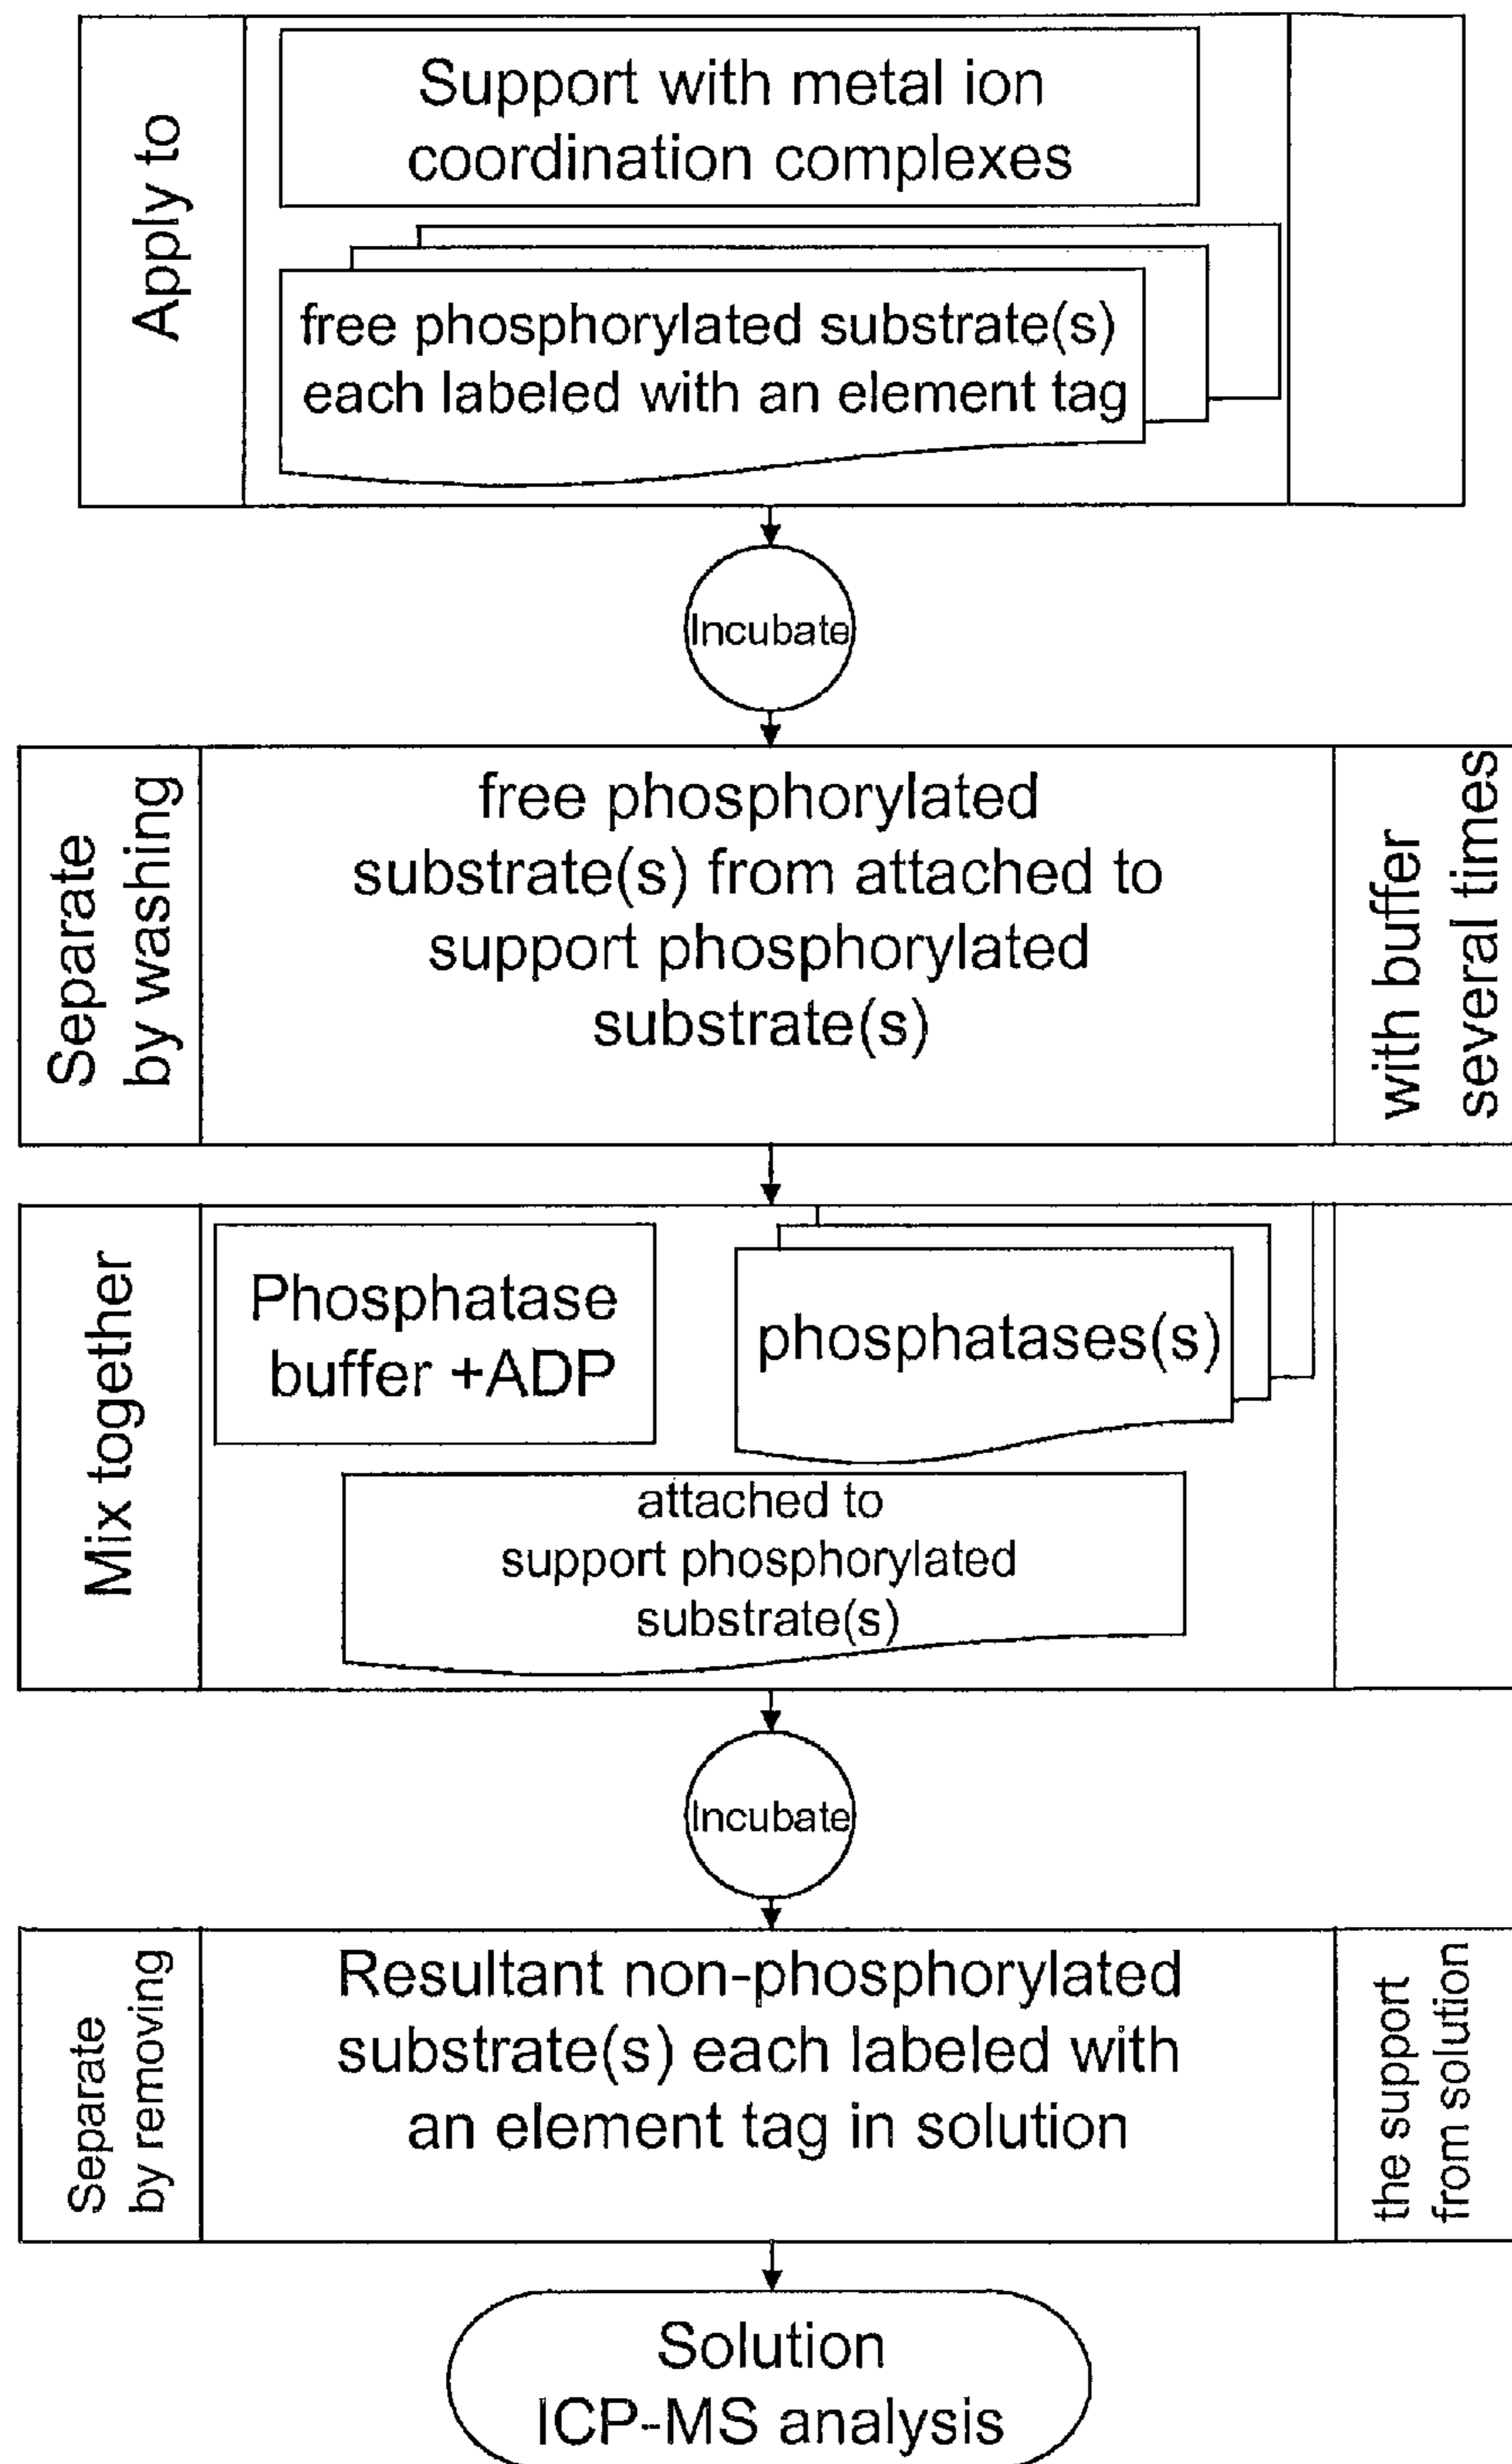 Apply to
Support with metal ion
coordination complexes
free phosphorylated substrate(s)
each labeled with an element tag
Incubate
Separate
by washing
free phosphorylated
substrate(s) from attached to
support phosphorylated
substrate(s)
with buffer
several times
Mix together
Phosphatase
buffer +ADP
phosphatases(s)
attached to
support phosphorylated
substrate(s)
Incubate
Separate
by removing
Resultant non-phosphorylated
substrate(s) each labeled with
an element tag in solution
the support
from solution
Solution
ICP-MS analysis